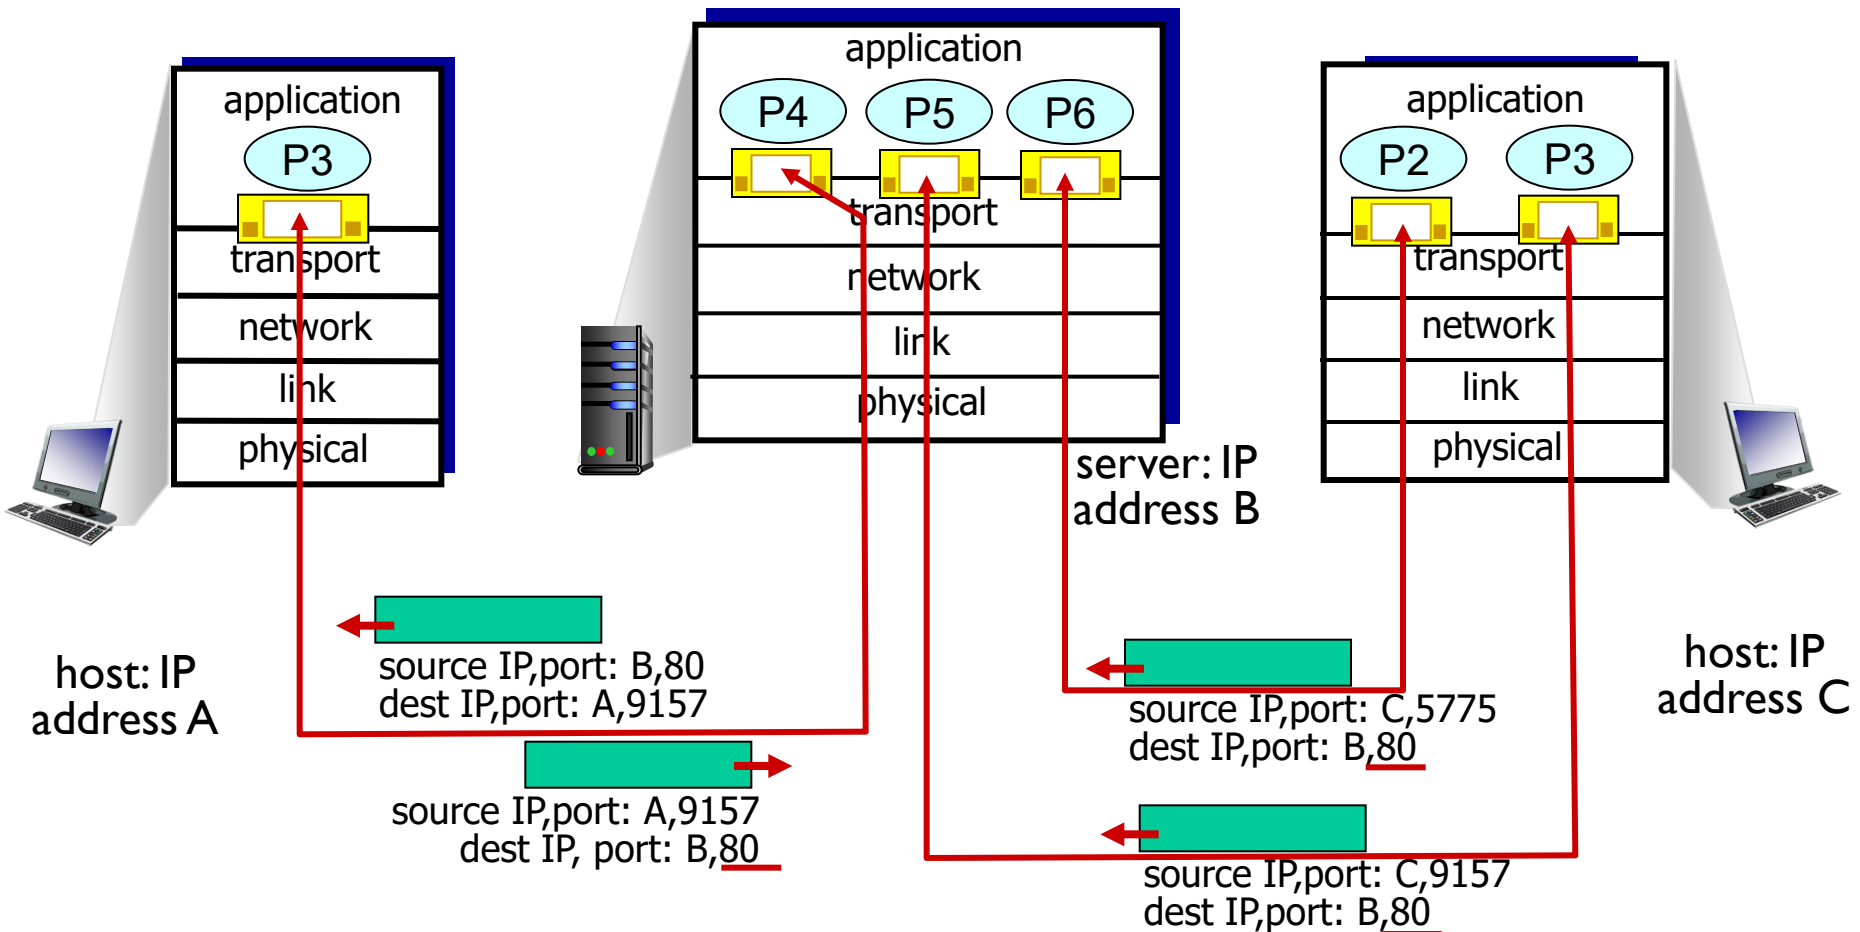 application
P3
transport
network
link
physical
host: IP
address A
application
P4 P5 P6
transport
network
link
physical
server: IP
address B
application
P2 P3
transport
network
link
physical
host: IP
address C
source IP,port: B,80
dest IP,port: A,9157
source IP,port: A,9157
dest IP, port: B,80
source IP,port: C,5775
dest IP,port: B,80
source IP,port: C,9157
dest IP,port: B,80